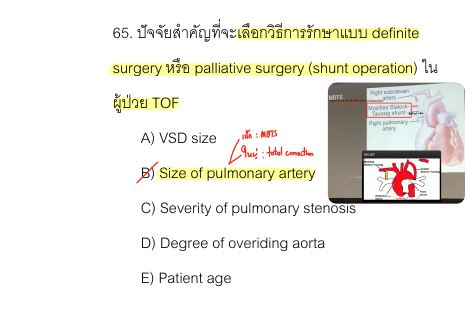 65. ปัจจัยสำคัญที่จะเลือกวิธีการรักษาแบบ definite
surgery หรือ palliative surgery (shunt operation) ใน
ผู้ป่วย TOF
A) VSD size
เล็ก : MBTS
ใหญ่ : total correction
B) Size of pulmonary artery
C) Severity of pulmonary stenosis
D) Degree of overiding aorta
E) Patient age
MBTS
Right subclavian
artery
Modified Blalock-
Taussig shunt
Right pulmonary
artery